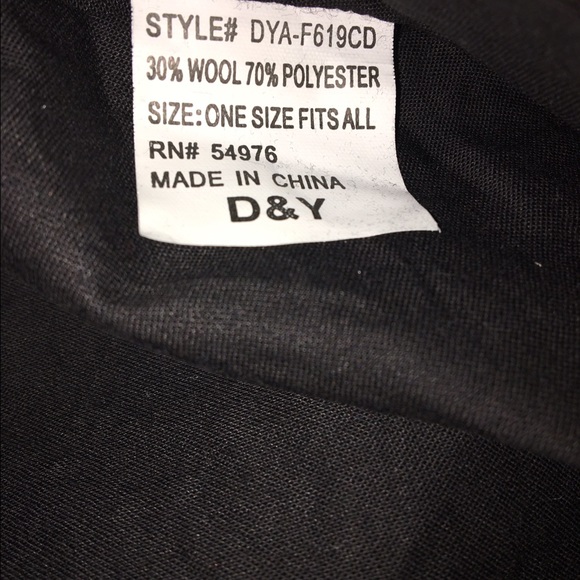 STYLE# DYA-F619CD
30% WOOL 70% POLYESTER
SIZE: ONE SIZE FITS ALL
RN# 54976
MADE IN CHINA
D&Y